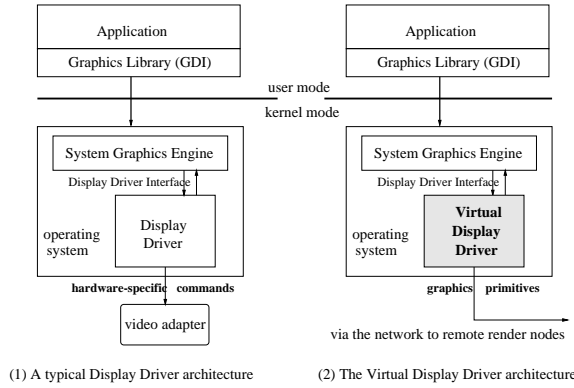 Application
Graphics Library (GDI)
System Graphics Engine
Display Driver Interface
Display
Driver
operating
system
hardware-specific commands
video adapter
(1) A typical Display Driver architecture
user mode
kernel mode
Application
Graphics Library (GDI)
System Graphics Engine
Display Driver Interface
Virtual
Display
Driver
operating
system
graphics primitives
via the network to remote render nodes
(2) The Virtual Display Driver architecture